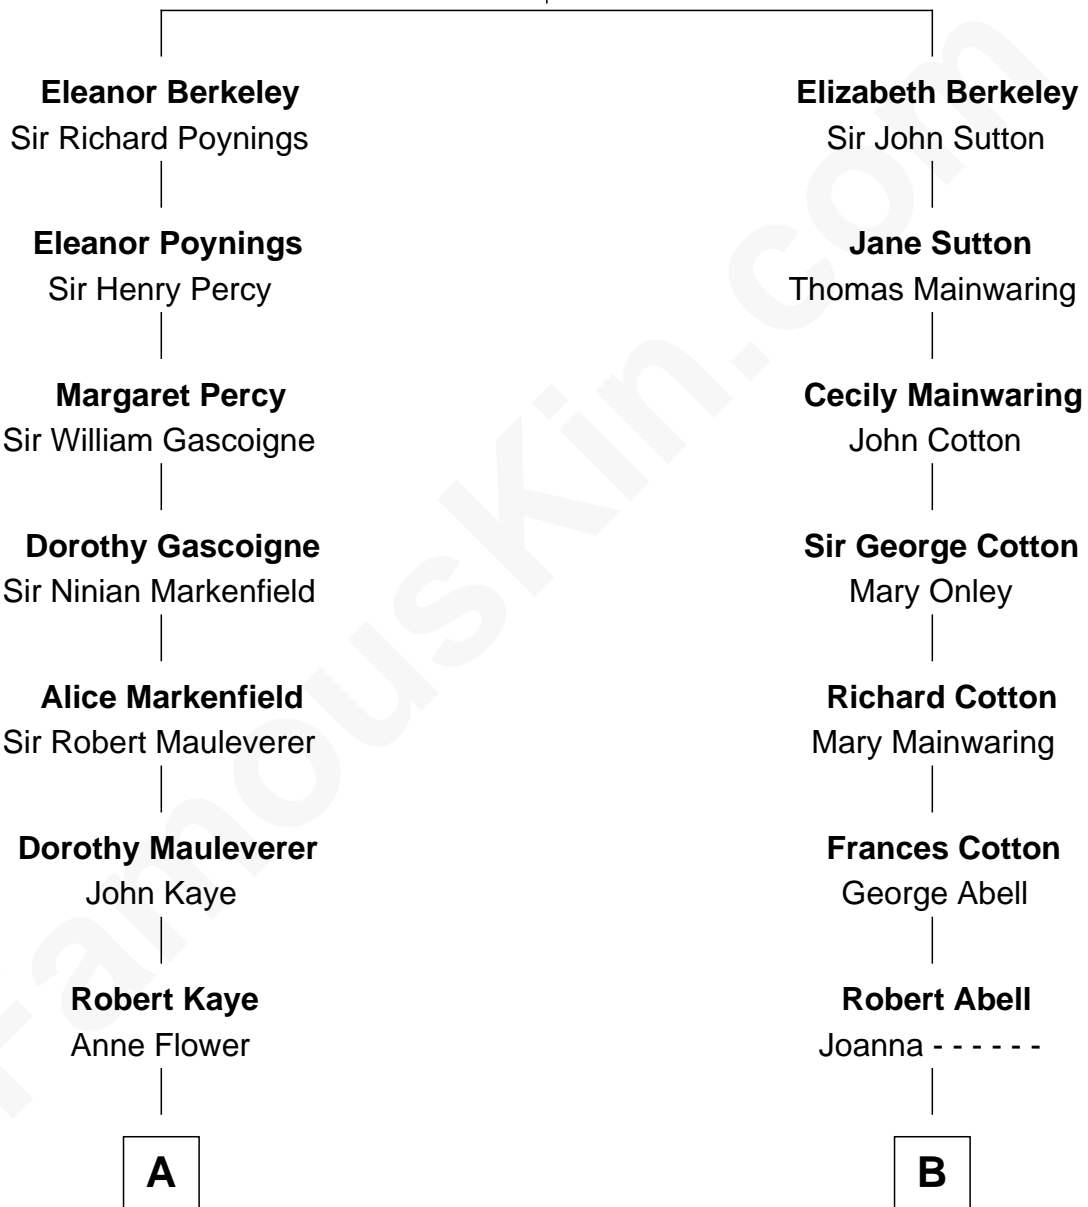 Eleanor Berkeley
Sir Richard Poynings
Eleanor Poynings
Sir Henry Percy
Margaret Percy
Sir William Gascoigne
Dorothy Gascoigne
Sir Ninian Markenfield
Alice Markenfield
Sir Robert Mauleverer
Dorothy Mauleverer
John Kaye
Robert Kaye
Anne Flower
A
Elizabeth Berkeley
Sir John Sutton
Jane Sutton
Thomas Mainwaring
Cecily Mainwaring
John Cotton
Sir George Cotton
Mary Onley
Richard Cotton
Mary Mainwaring
Frances Cotton
George Abell
Robert Abell
Joanna - - - - - -
B
FamousKin.com